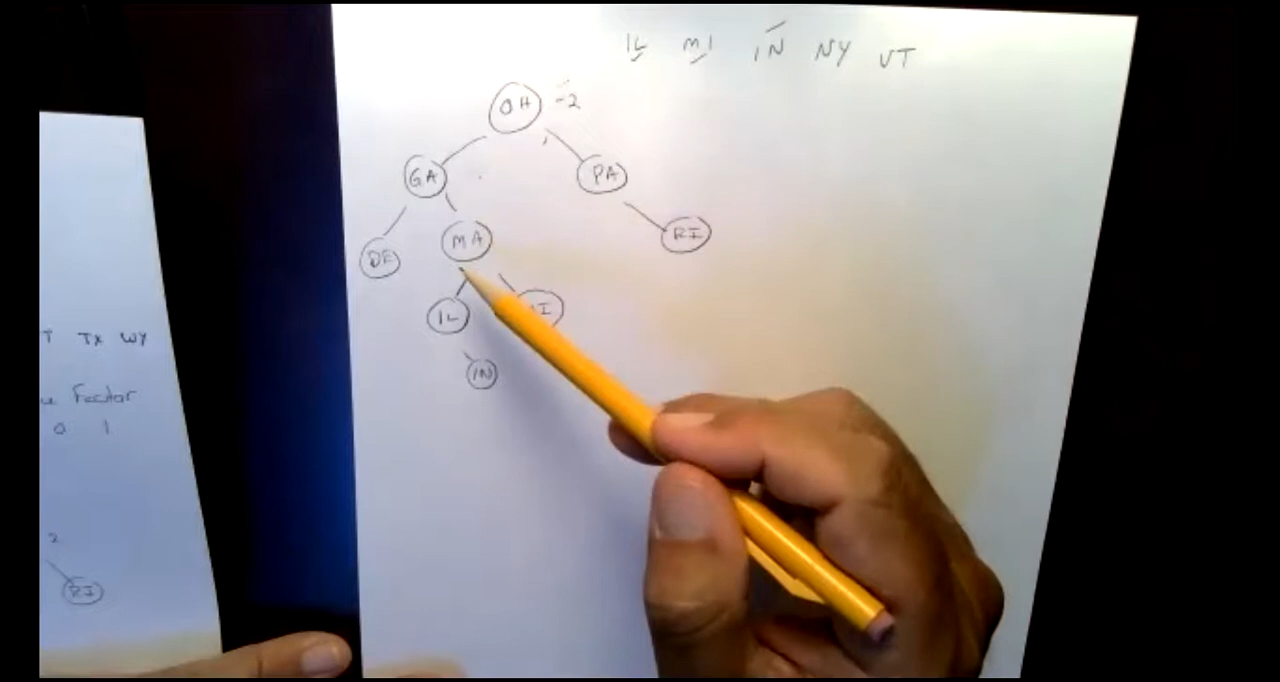 IL MI IN NY VT
OH -2
GA PA
DE MA RI
IL
IN
T TX WY
Factor
0 1
2
RI